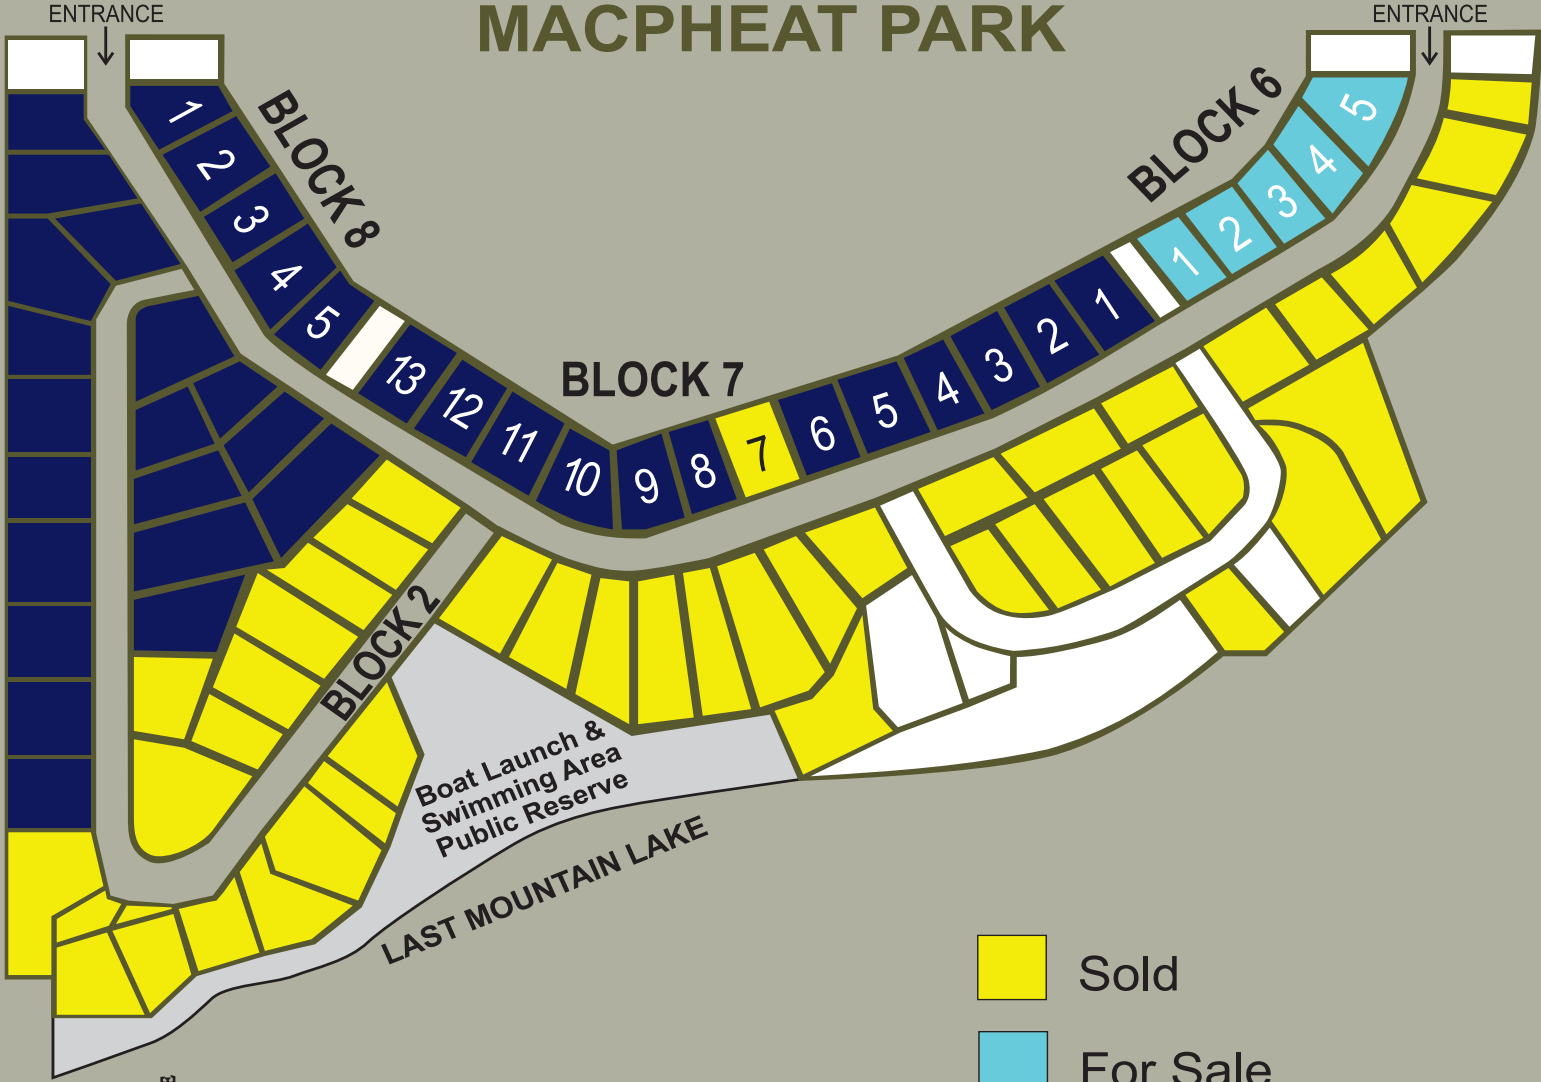 ENTRANCE
MACPHEAT PARK
ENTRANCE
BLOCK 8
1
2
3
4
5
BLOCK 7
13
12
11
10
9
8
7
6
5
4
3
2
1
BLOCK 6
1
2
3
4
5
BLOCK 2
Boat Launch &
Swimming Area
Public Reserve
LAST MOUNTAIN LAKE
Sold
For Sale